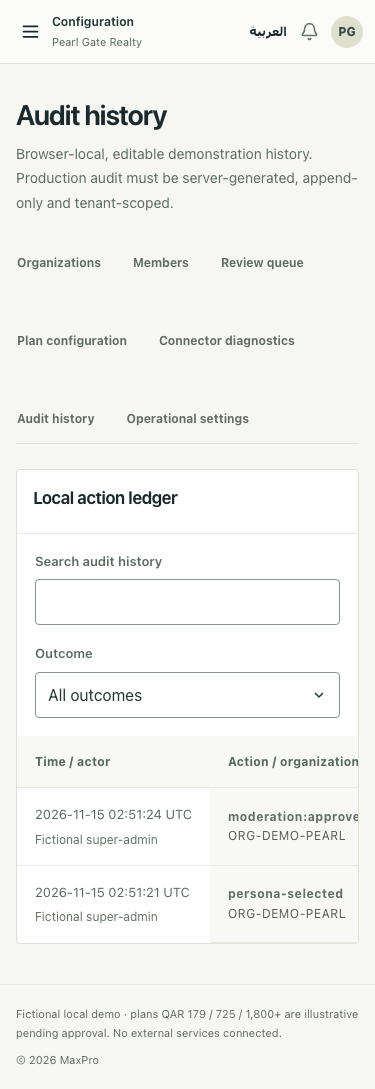 Configuration
Pearl Gate Realty
العربية
PG
Audit history
Browser-local, editable demonstration history.
Production audit must be server-generated, append-
only and tenant-scoped.
Organizations Members Review queue
Plan configuration Connector diagnostics
Audit history Operational settings
Local action ledger
Search audit history
Outcome
All outcomes
Time / actor Action / organization
2026-11-15 02:51:24 UTC moderation:approve
Fictional super-admin ORG-DEMO-PEARL
2026-11-15 02:51:21 UTC persona-selected
Fictional super-admin ORG-DEMO-PEARL
Fictional local demo · plans QAR 179 / 725 / 1,800+ are illustrative
pending approval. No external services connected.
© 2026 MaxPro